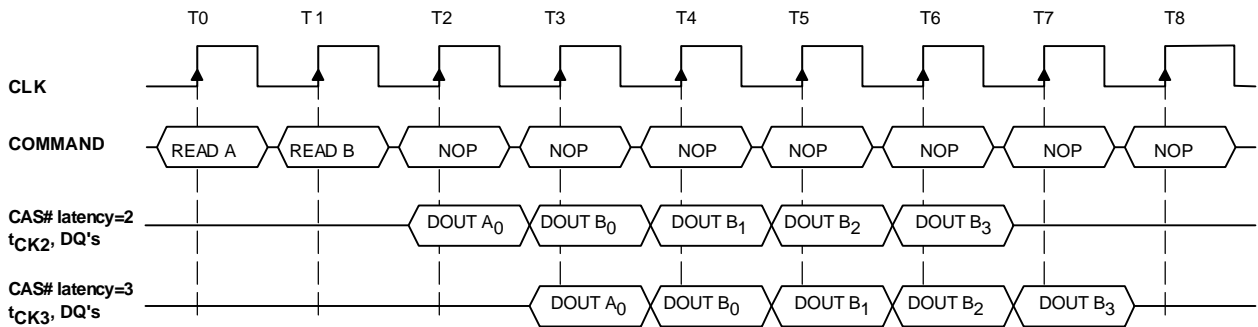 T0 T1 T2 T3 T4 T5 T6 T7 T8
CLK
COMMAND READ A READ B NOP NOP NOP NOP NOP NOP NOP
CAS# latency=2
tCK2, DQ's DOUT A0 DOUT B0 DOUT B1 DOUT B2 DOUT B3
CAS# latency=3
tCK3, DQ's DOUT A0 DOUT B0 DOUT B1 DOUT B2 DOUT B3